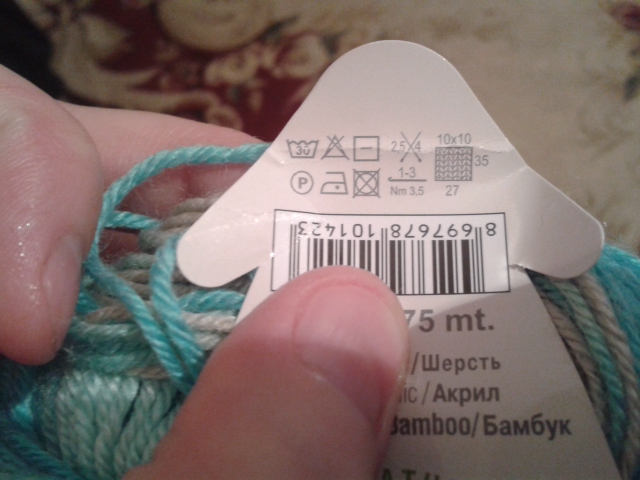 30 2,5 4 10x10
35
P 1-3
Nm 3,5 27
8 697678 101423
75 mt.
/Шерсть
IC/Акрил
Bamboo/Бамбук